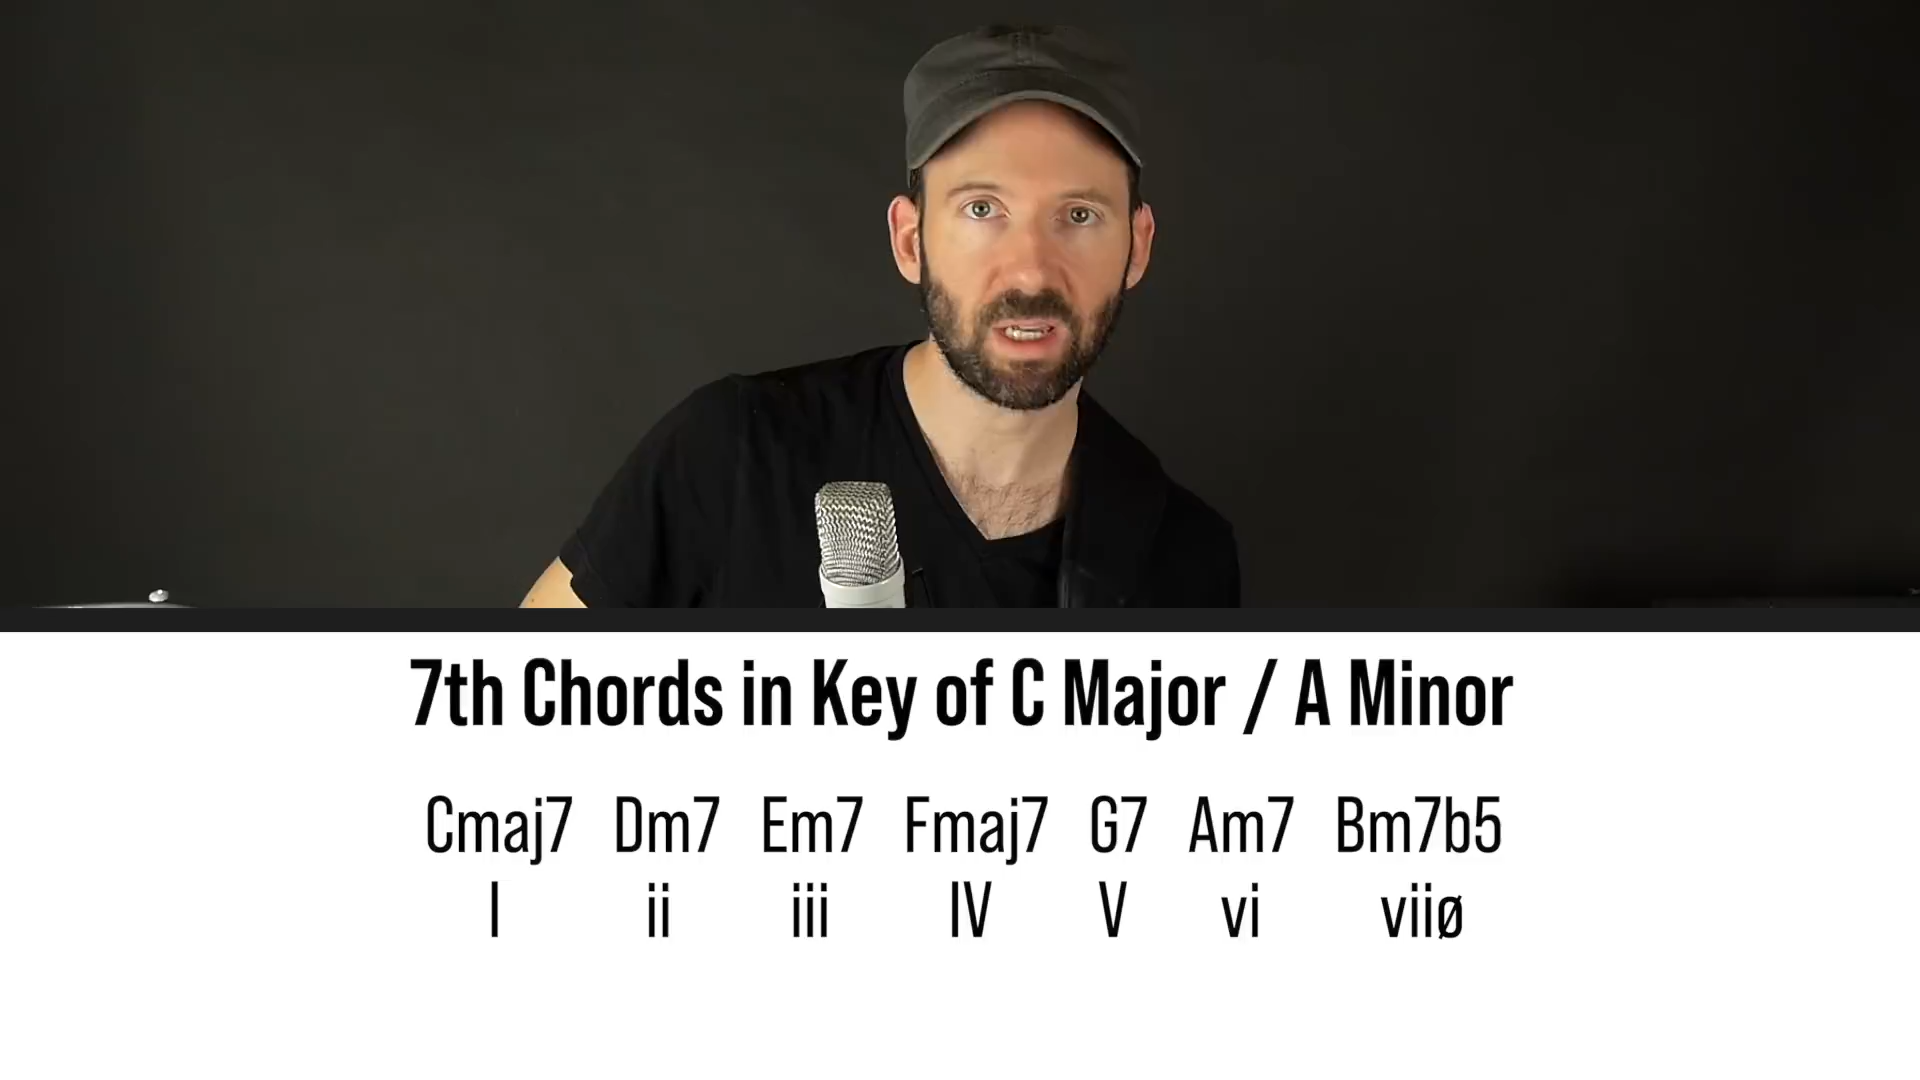 7th Chords in Key of C Major / A Minor
Cmaj7 Dm7 Em7 Fmaj7 G7 Am7 Bm7b5
I ii iii IV V vi viiø